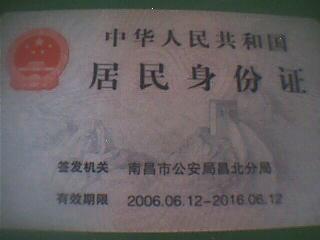 中华人民共和国
居民身份证
签发机关 南昌市公安局昌北分局
有效期限 2006.06.12-2016.06.12